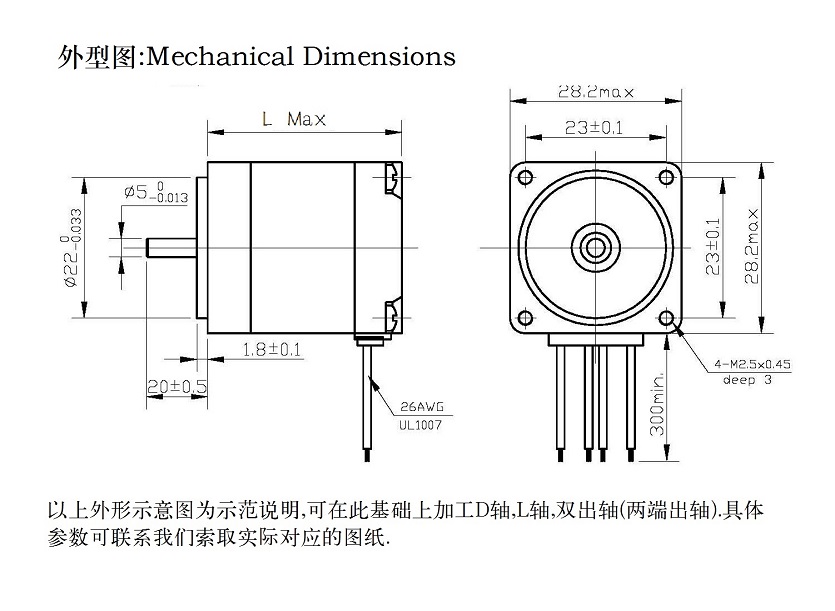 外型图:Mechanical Dimensions
28.2max
L Max
23±0.1
Ø5 0 -0.013
Ø22 0 -0.033
23±0.1
28.2max
1.8±0.1
20±0.5
4-M2.5x0.45
deep 3
300min.
26AWG
UL1007
以上外形示意图为示范说明,可在此基础上加工D轴,L轴,双出轴(两端出轴).具体
参数可联系我们索取实际对应的图纸.